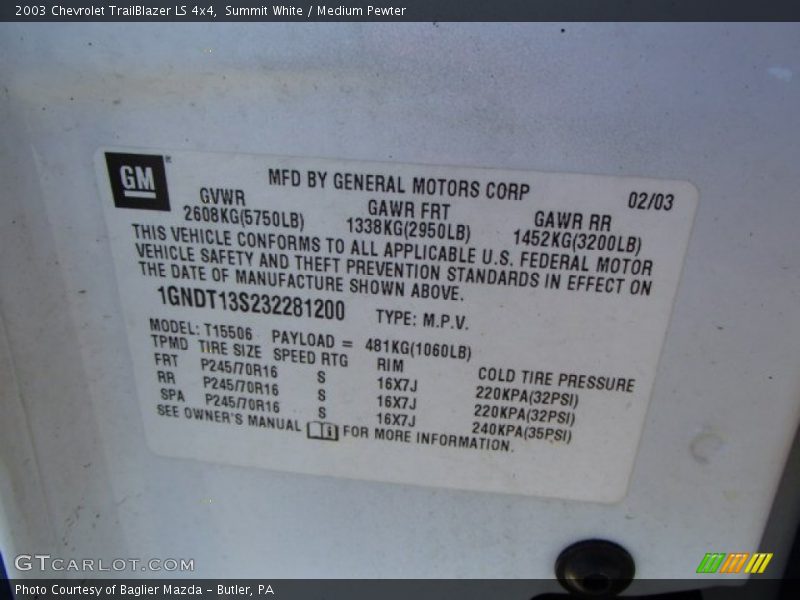 2003 Chevrolet TrailBlazer LS 4x4, Summit White / Medium Pewter
GM
MFD BY GENERAL MOTORS CORP 02/03
GVWR GAWR FRT GAWR RR
2608KG(5750LB) 1338KG(2950LB) 1452KG(3200LB)
THIS VEHICLE CONFORMS TO ALL APPLICABLE U.S. FEDERAL MOTOR
VEHICLE SAFETY AND THEFT PREVENTION STANDARDS IN EFFECT ON
THE DATE OF MANUFACTURE SHOWN ABOVE.
1GNDT13S232281200 TYPE: M.P.V.
MODEL: T15506 PAYLOAD = 481KG(1060LB)
TPMD TIRE SIZE SPEED RTG RIM COLD TIRE PRESSURE
FRT P245/70R16 S 16X7J 220KPA(32PSI)
RR P245/70R16 S 16X7J 220KPA(32PSI)
SPA P245/70R16 S 16X7J 240KPA(35PSI)
SEE OWNER'S MANUAL i FOR MORE INFORMATION.
GTCARLOT.COM
Photo Courtesy of Baglier Mazda - Butler, PA